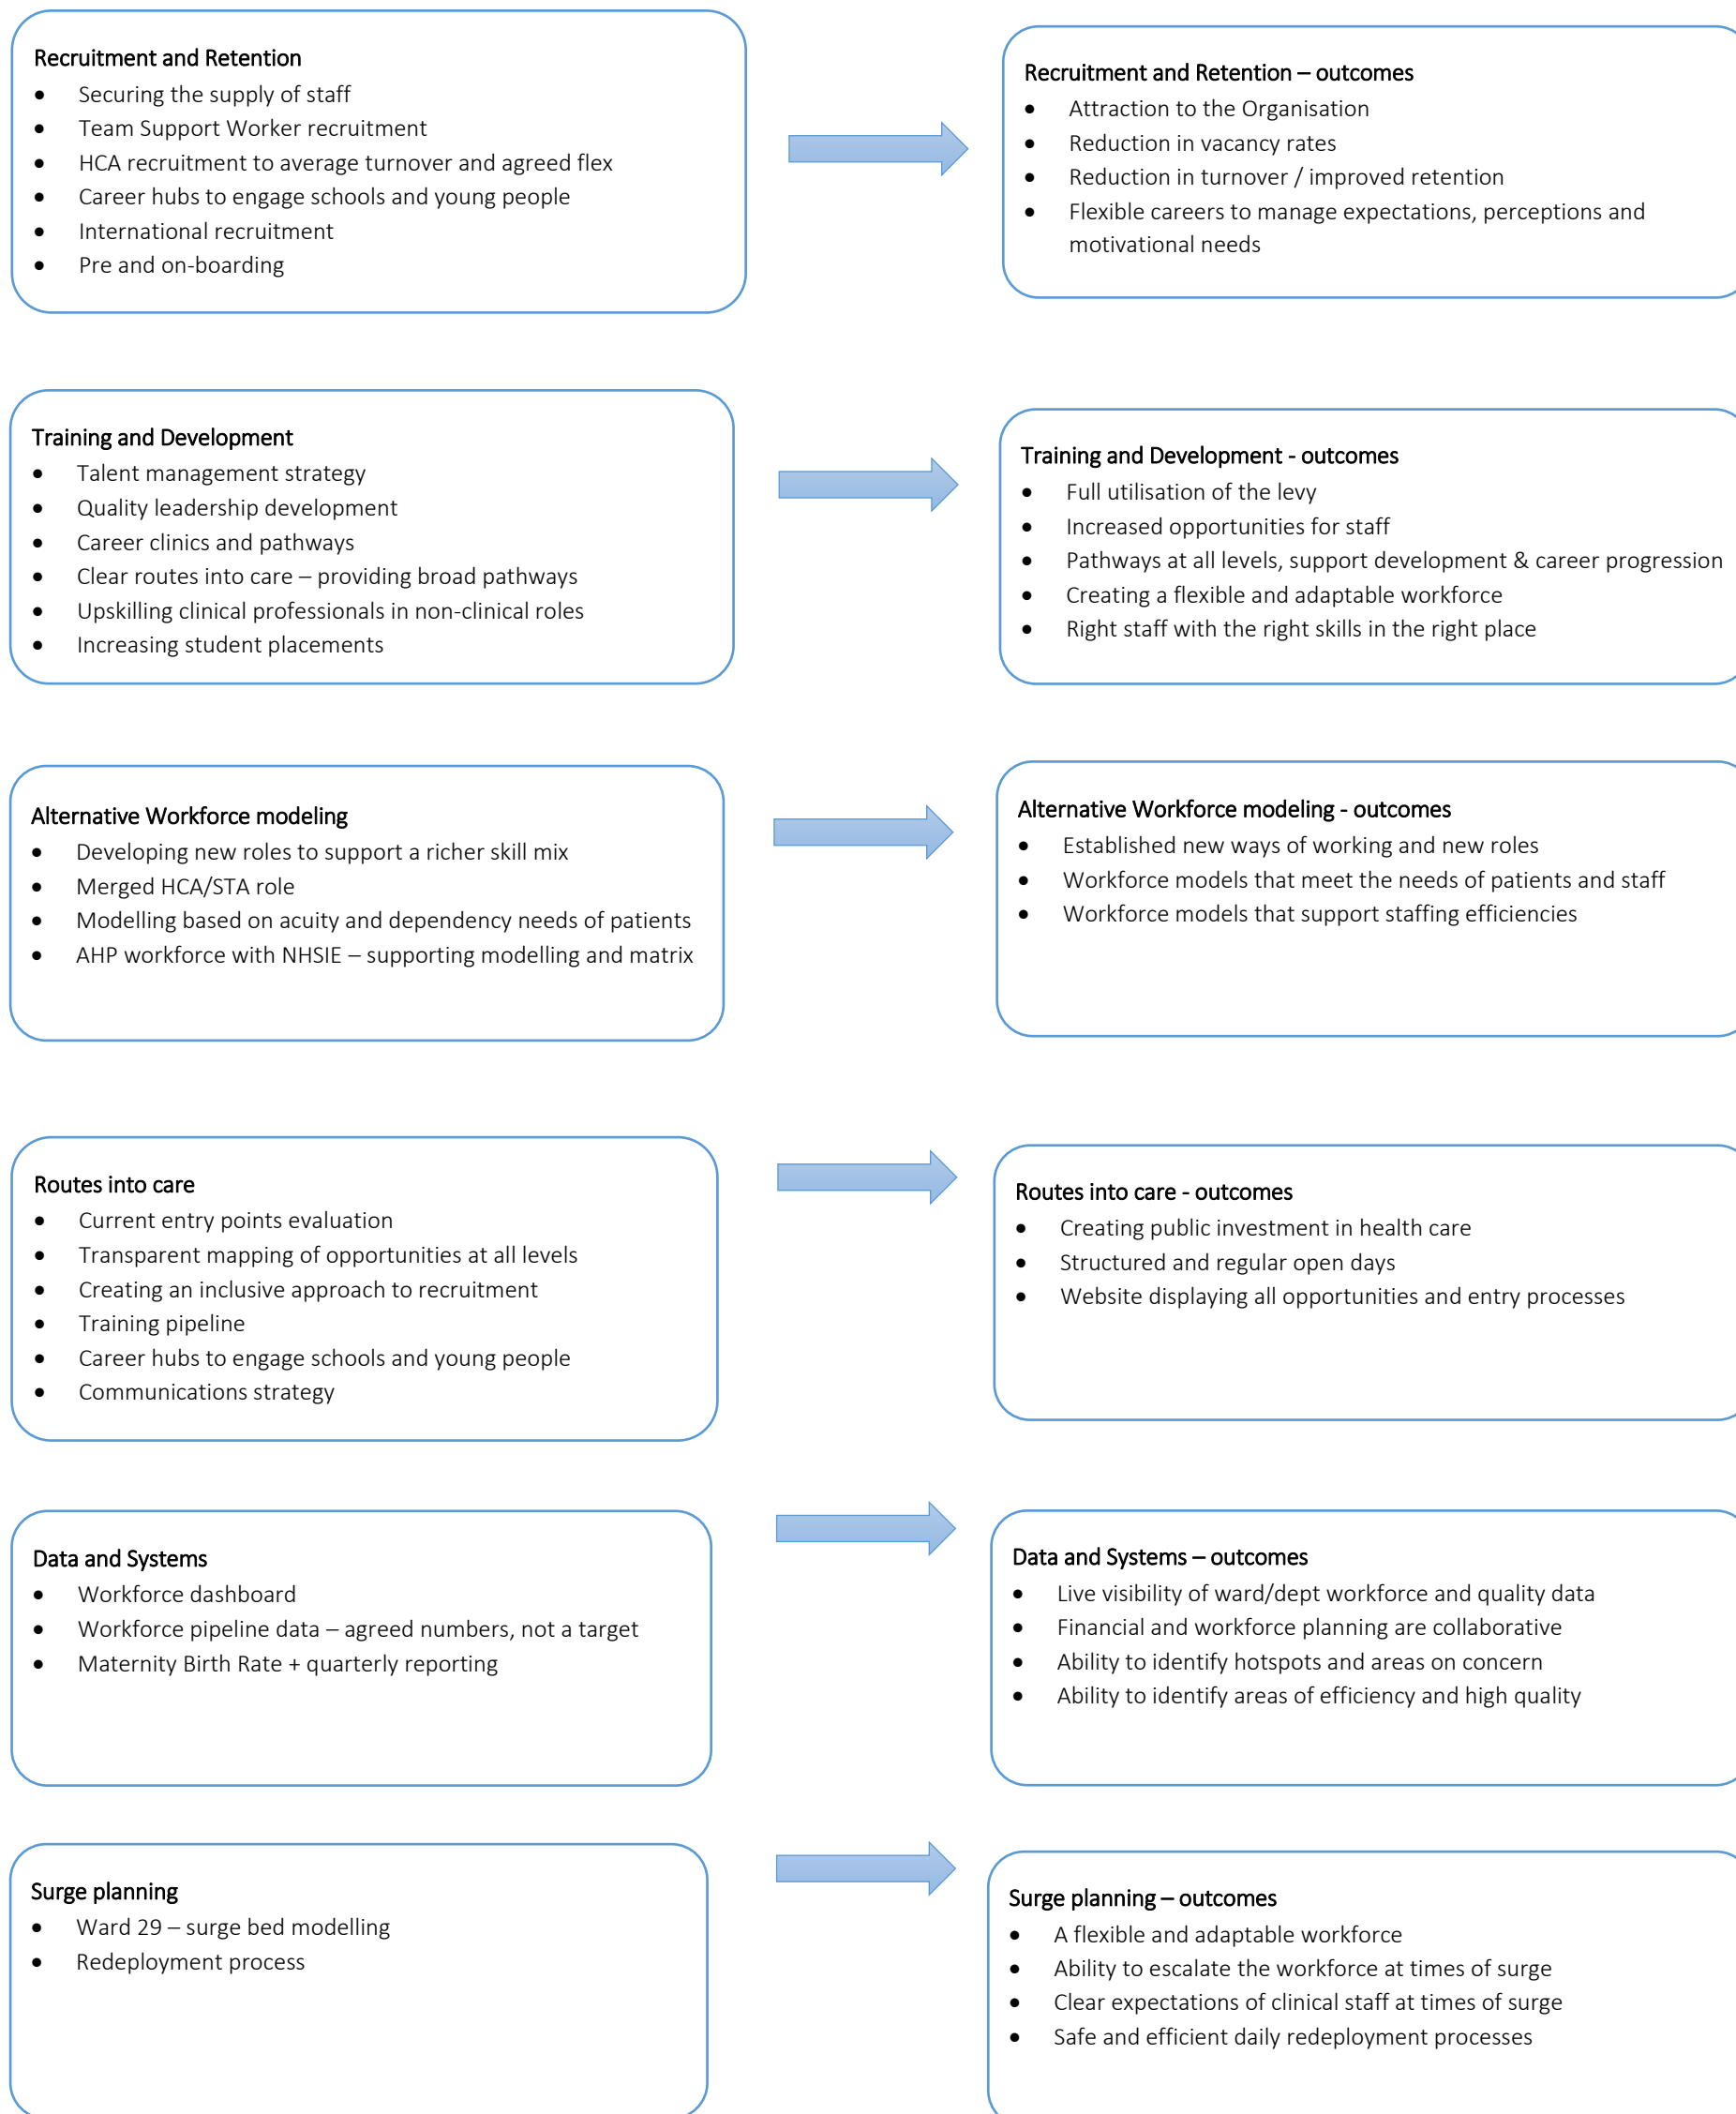 Recruitment and Retention
• Securing the supply of staff
• Team Support Worker recruitment
• HCA recruitment to average turnover and agreed flex
• Career hubs to engage schools and young people
• International recruitment
• Pre and on-boarding
Recruitment and Retention – outcomes
• Attraction to the Organisation
• Reduction in vacancy rates
• Reduction in turnover / improved retention
• Flexible careers to manage expectations, perceptions and
motivational needs
Training and Development
• Talent management strategy
• Quality leadership development
• Career clinics and pathways
• Clear routes into care – providing broad pathways
• Upskilling clinical professionals in non-clinical roles
• Increasing student placements
Training and Development - outcomes
• Full utilisation of the levy
• Increased opportunities for staff
• Pathways at all levels, support development & career progression
• Creating a flexible and adaptable workforce
• Right staff with the right skills in the right place
Alternative Workforce modeling
• Developing new roles to support a richer skill mix
• Merged HCA/STA role
• Modelling based on acuity and dependency needs of patients
• AHP workforce with NHSIE – supporting modelling and matrix
Alternative Workforce modeling - outcomes
• Established new ways of working and new roles
• Workforce models that meet the needs of patients and staff
• Workforce models that support staffing efficiencies
Routes into care
• Current entry points evaluation
• Transparent mapping of opportunities at all levels
• Creating an inclusive approach to recruitment
• Training pipeline
• Career hubs to engage schools and young people
• Communications strategy
Routes into care - outcomes
• Creating public investment in health care
• Structured and regular open days
• Website displaying all opportunities and entry processes
Data and Systems
• Workforce dashboard
• Workforce pipeline data – agreed numbers, not a target
• Maternity Birth Rate + quarterly reporting
Data and Systems – outcomes
• Live visibility of ward/dept workforce and quality data
• Financial and workforce planning are collaborative
• Ability to identify hotspots and areas on concern
• Ability to identify areas of efficiency and high quality
Surge planning
• Ward 29 – surge bed modelling
• Redeployment process
Surge planning – outcomes
• A flexible and adaptable workforce
• Ability to escalate the workforce at times of surge
• Clear expectations of clinical staff at times of surge
• Safe and efficient daily redeployment processes